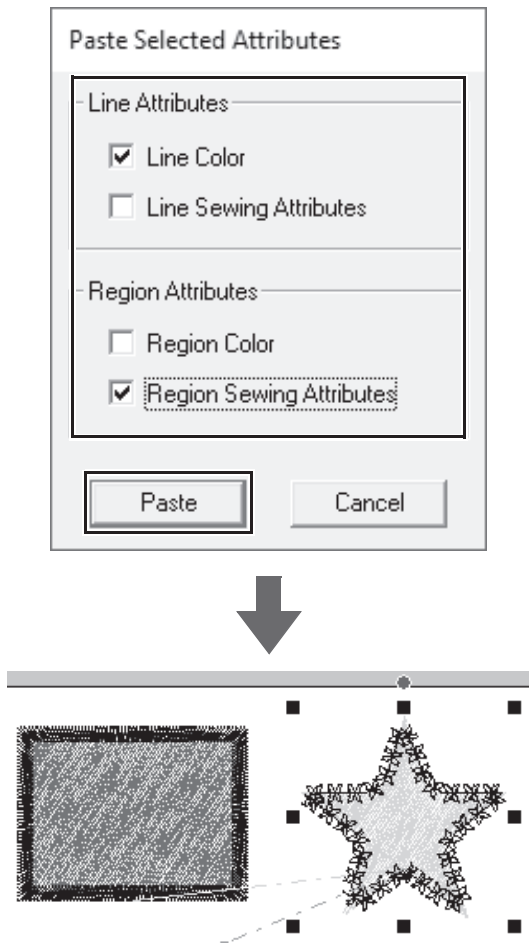 Paste Selected Attributes
Line Attributes
Line Color
Line Sewing Attributes
Region Attributes
Region Color
Region Sewing Attributes
Paste
Cancel